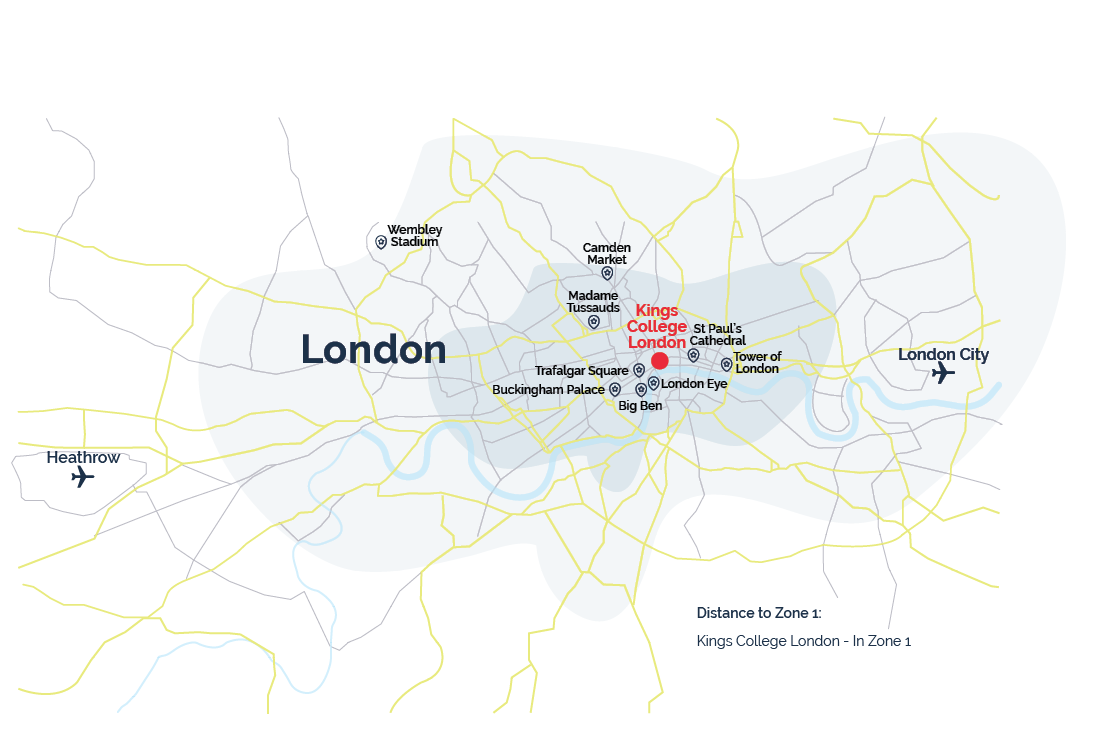 Wembley
Stadium
Camden
Market
Madame
Tussauds
Kings
College
London
St Paul's
Cathedral
London
London City
Tower of
London
Trafalgar Square
London Eye
Buckingham Palace
Big Ben
Heathrow
Distance to Zone 1:
Kings College London - In Zone 1